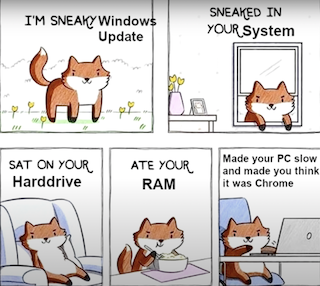 I'M SNEAKY Windows
Update
SNEAKED IN
YOUR System
SAT ON YOUR
Harddrive
ATE YOUR
RAM
Made your PC slow
and made you think
it was Chrome